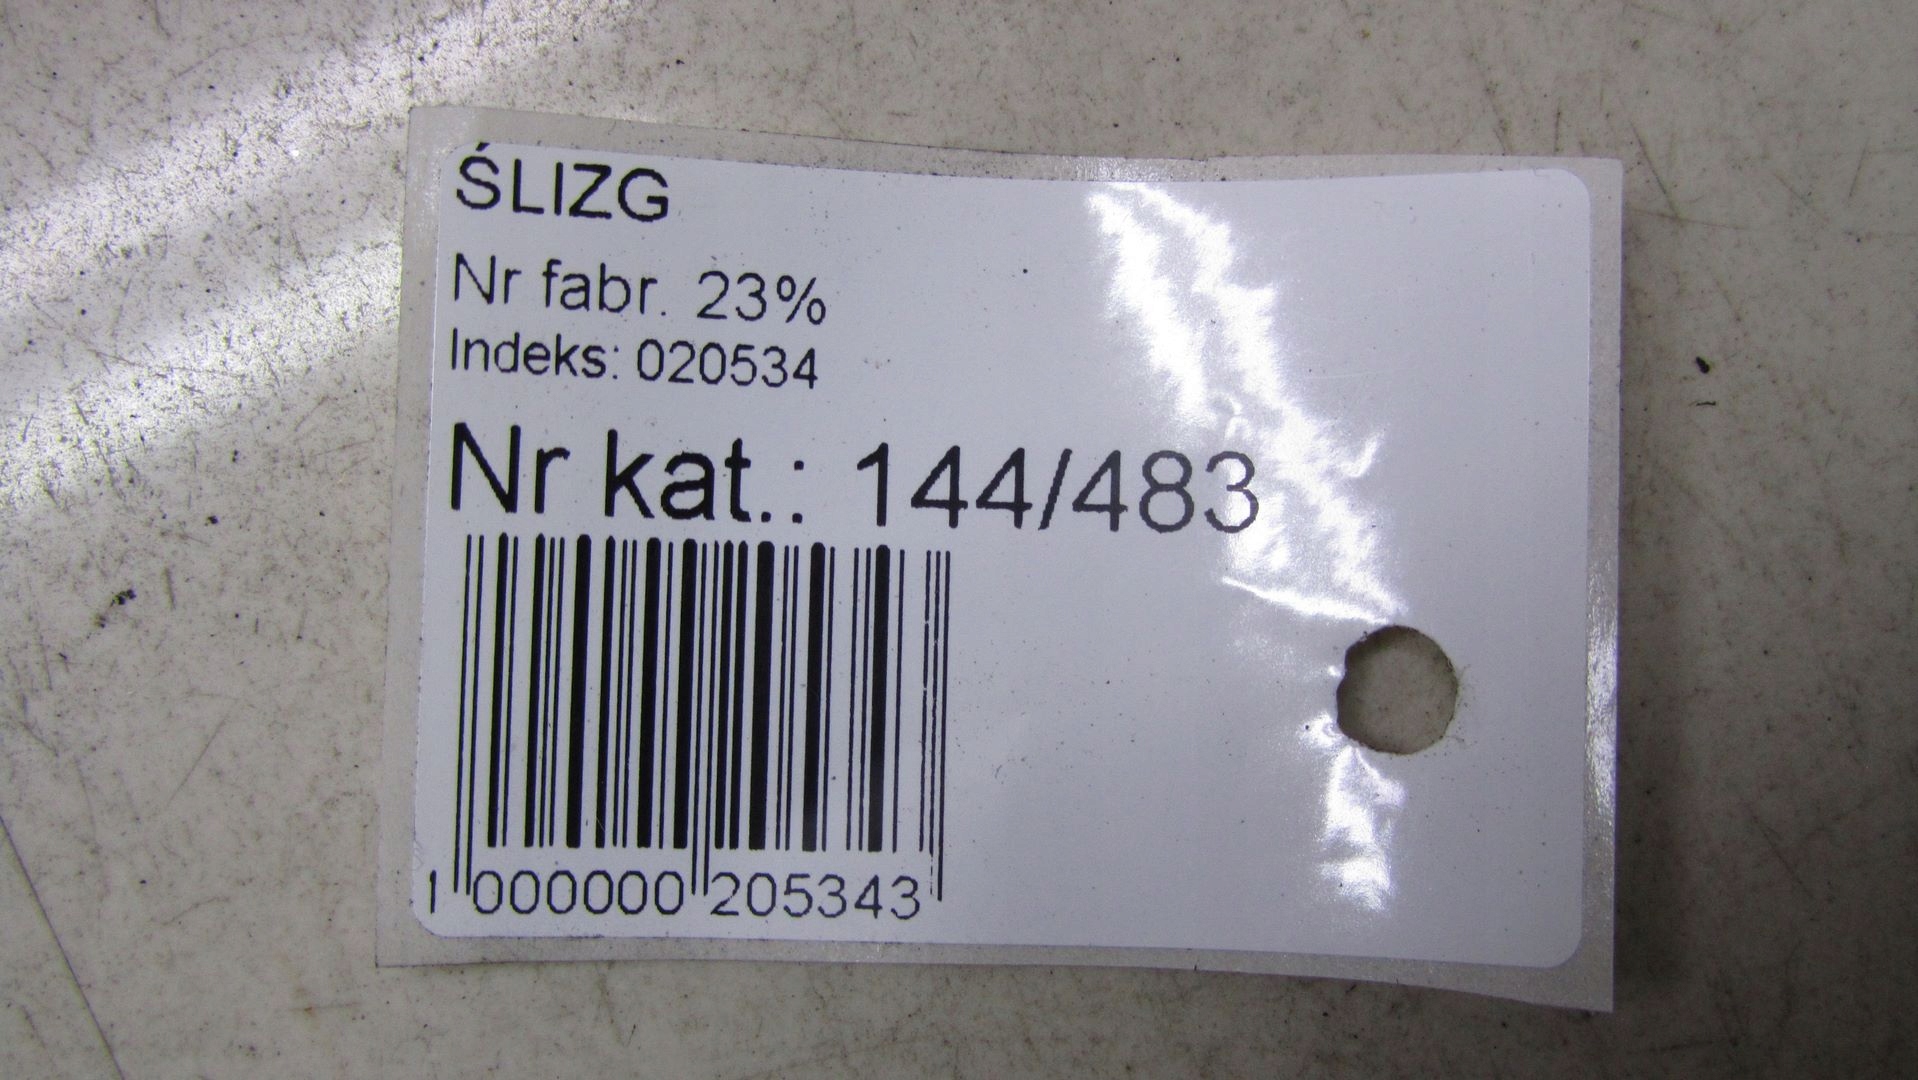 ŚLIZG
Nr fabr. 23%
Indeks: 020534
Nr kat.: 144/483
1 000000 205343